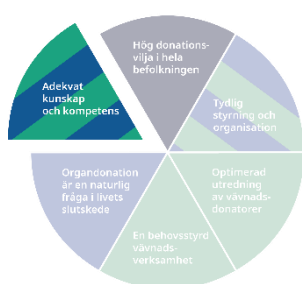 Hög donations-
vilja i hela
befolkningen
Adekvat
kunskap
och kompetens
Tydlig
styrning och
organisation
Organdonation
är en naturlig
fråga i livets
slutskede
Optimerad
utredning
av vävnads-
donatorer
En behovsstyrd
vävnads-
verksamhet